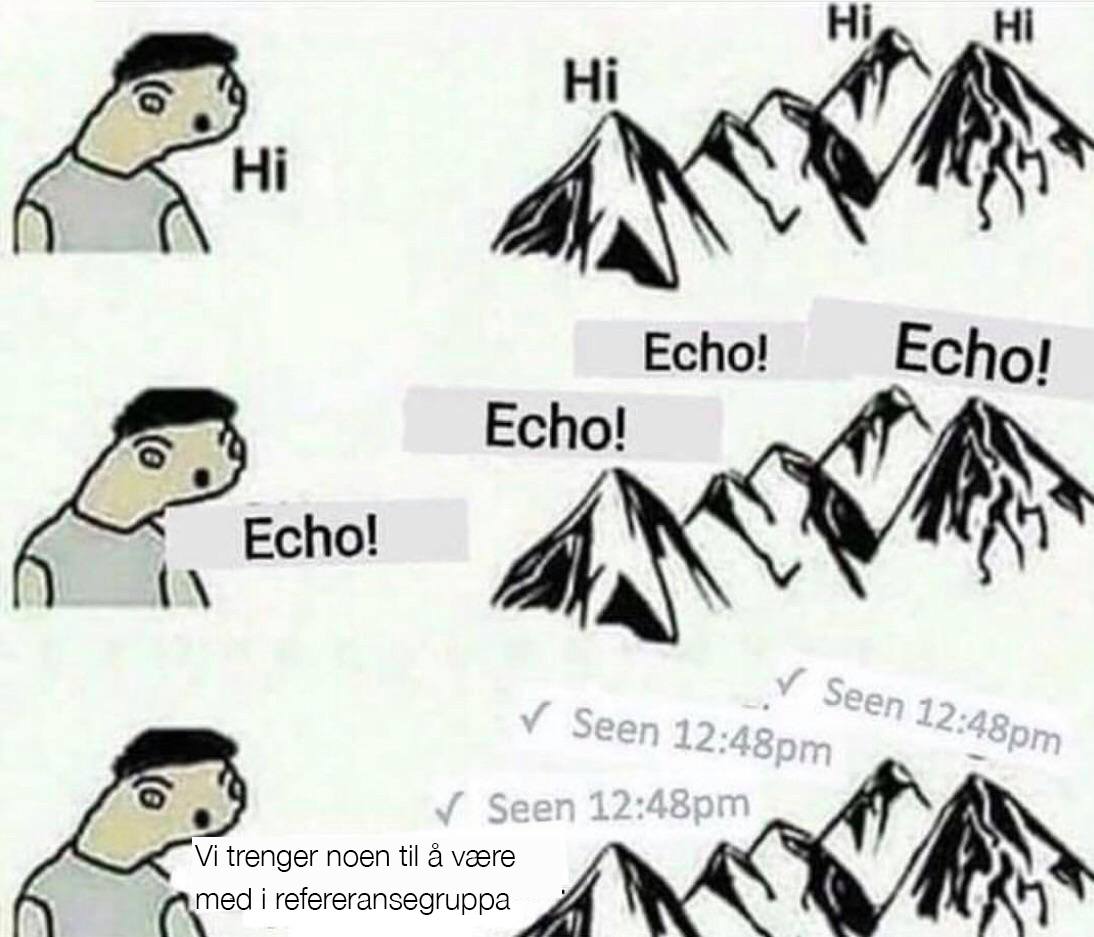 Hi
Hi
Hi
Hi
Echo!
Echo!
Echo!
Echo!
✓ Seen 12:48pm
✓ Seen 12:48pm
✓ Seen 12:48pm
Vi trenger noen til å være
med i refereransegruppa